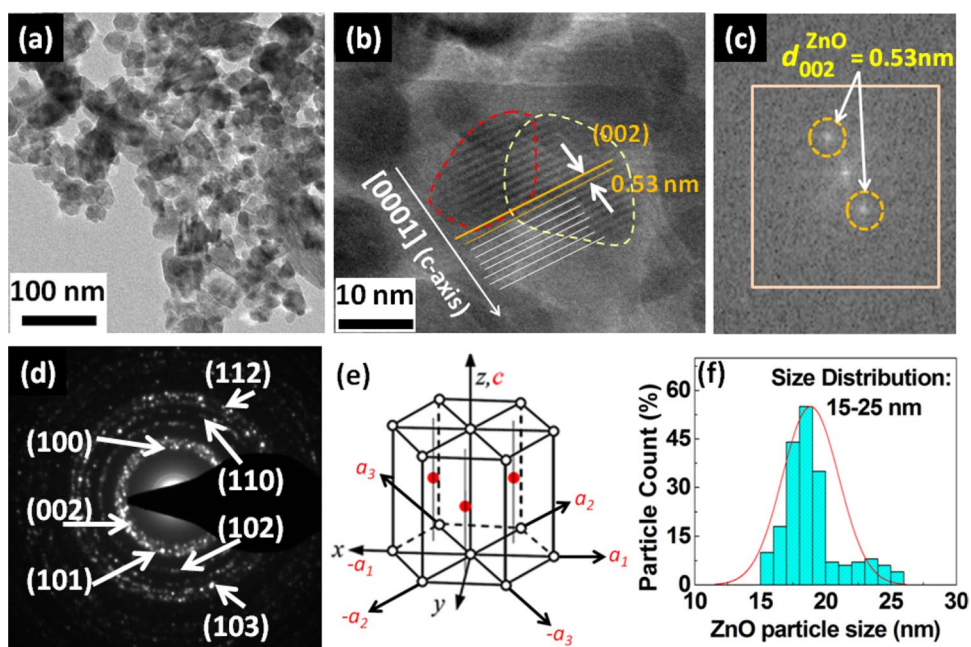 (a)
100 nm
(b)
(002)
0.53 nm
[0001] (c-axis)
10 nm
(c)
d002^ZnO = 0.53nm
(d)
(112)
(100)
(110)
(002)
(102)
(101)
(103)
(e)
z,c
a3
a2
x
-a1
a1
y
-a2
-a3
(f)
Size Distribution:
15-25 nm
Particle Count (%)
60
45
30
15
0
10 15 20 25 30
ZnO particle size (nm)